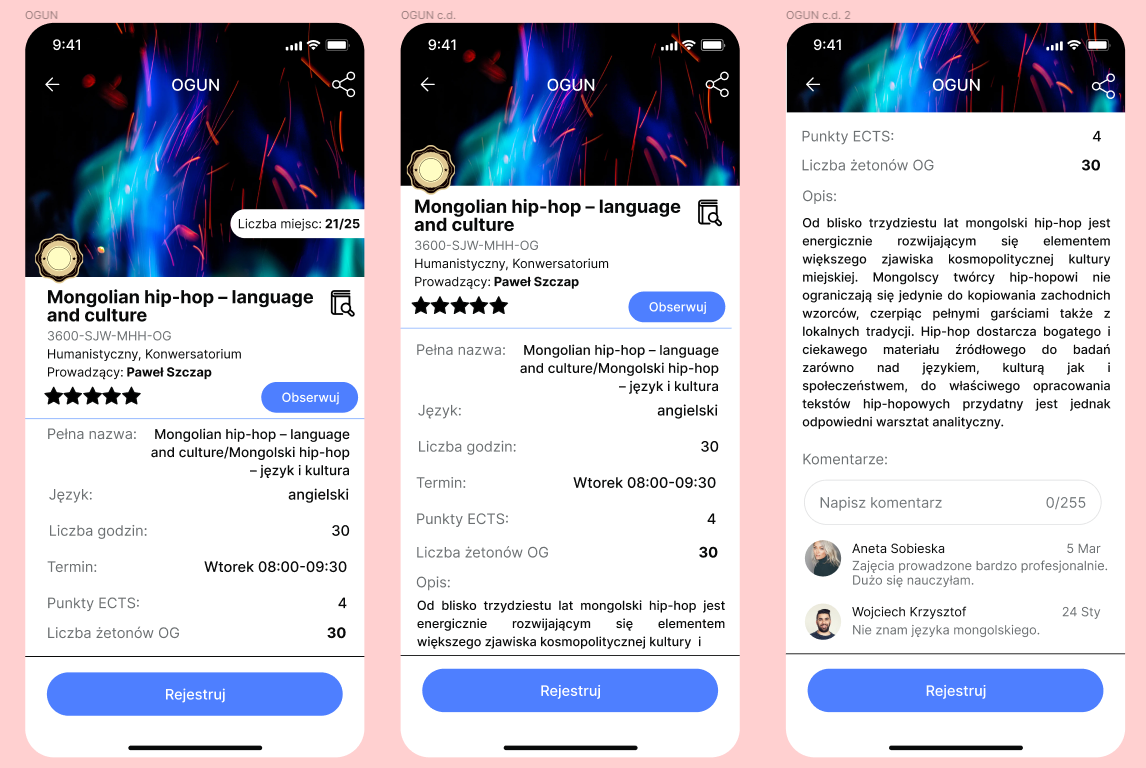 OGUN
9:41
OGUN
Liczba miejsc: 21/25
Mongolian hip-hop – language
and culture
3600-SJW-MHH-OG
Humanistyczny, Konwersatorium
Prowadzący: Paweł Szczap
Obserwuj
Pełna nazwa: Mongolian hip-hop – language
and culture/Mongolski hip-hop
– język i kultura
Język: angielski
Liczba godzin: 30
Termin: Wtorek 08:00-09:30
Punkty ECTS: 4
Liczba żetonów OG 30
Rejestruj
OGUN c.d.
9:41
OGUN
Mongolian hip-hop – language
and culture
3600-SJW-MHH-OG
Humanistyczny, Konwersatorium
Prowadzący: Paweł Szczap
Obserwuj
Pełna nazwa: Mongolian hip-hop – language
and culture/Mongolski hip-hop
– język i kultura
Język: angielski
Liczba godzin: 30
Termin: Wtorek 08:00-09:30
Punkty ECTS: 4
Liczba żetonów OG 30
Opis:
Od blisko trzydziestu lat mongolski hip-hop jest
energicznie rozwijającym się elementem
większego zjawiska kosmopolitycznej kultury i
Rejestruj
OGUN c.d. 2
9:41
OGUN
Punkty ECTS: 4
Liczba żetonów OG 30
Opis:
Od blisko trzydziestu lat mongolski hip-hop jest
energicznie rozwijającym się elementem
większego zjawiska kosmopolitycznej kultury
miejskiej. Mongolscy twórcy hip-hopowi nie
ograniczają się jedynie do kopiowania zachodnich
wzorców, czerpiąc pełnymi garściami także z
lokalnych tradycji. Hip-hop dostarcza bogatego i
ciekawego materiału źródłowego do badań
zarówno nad językiem, kulturą jak i
społeczeństwem, do właściwego opracowania
tekstów hip-hopowych przydatny jest jednak
odpowiedni warsztat analityczny.
Komentarze:
Napisz komentarz 0/255
Aneta Sobieska 5 Mar
Zajęcia prowadzone bardzo profesjonalnie.
Dużo się nauczyłam.
Wojciech Krzysztof 24 Sty
Nie znam języka mongolskiego.
Rejestruj